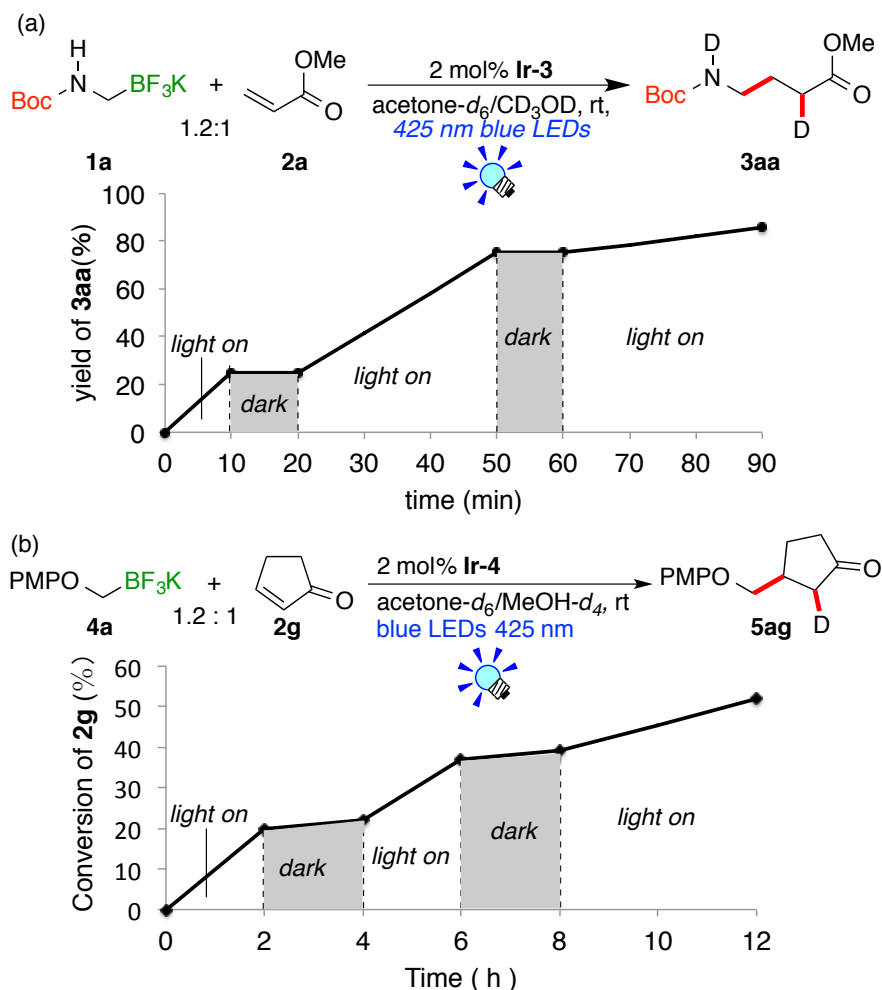 (a)
H
N
Boc
BF3K
+
1.2:1
1a
OMe
O
2a
2 mol% Ir-3
acetone-d6/CD3OD, rt,
425 nm blue LEDs
D
N
Boc
OMe
O
D
3aa
yield of 3aa(%)
100
80
60
40
20
0
light on
dark
light on
dark
light on
0 10 20 30 40 50 60 70 80 90
time (min)
(b)
PMPO
BF3K
4a
+
1.2 : 1
O
2g
2 mol% Ir-4
acetone-d6/MeOH-d4, rt
blue LEDs 425 nm
PMPO
O
D
5ag
Conversion of 2g (%)
60
50
40
30
20
10
0
light on
dark
light on
dark
light on
0 2 4 6 8 10 12
Time ( h )